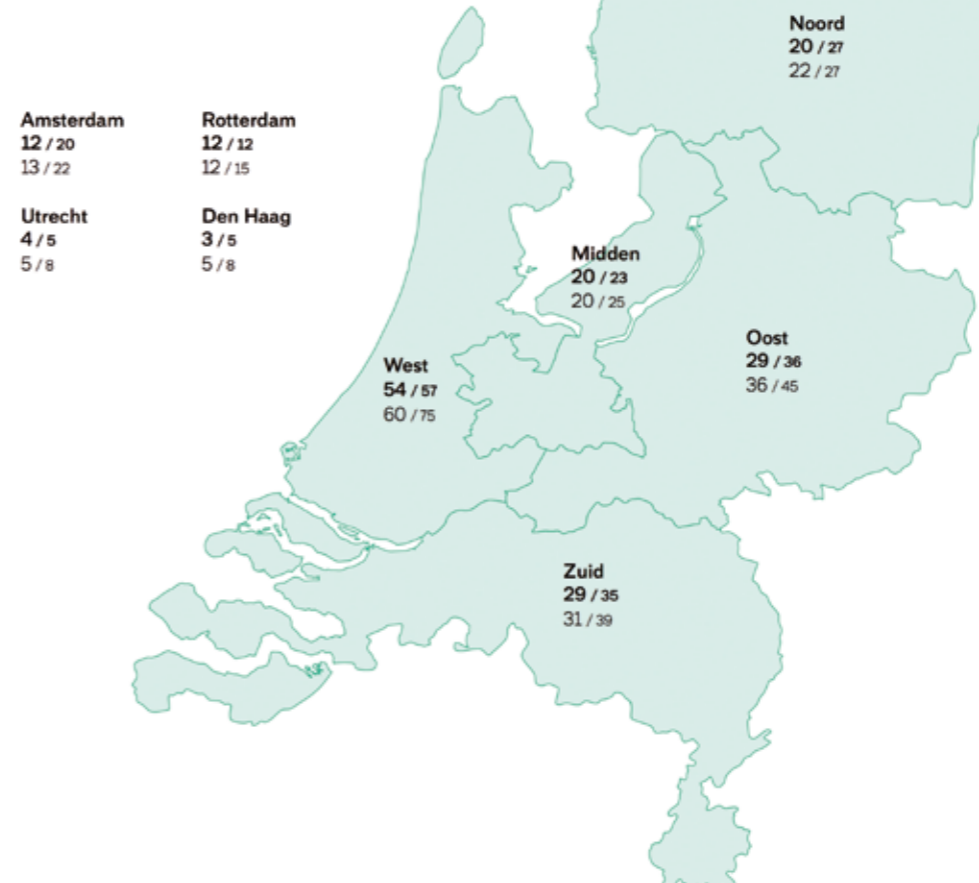 Noord
20 / 27
22 / 27
Amsterdam
12 / 20
13 / 22
Rotterdam
12 / 12
12 / 15
Utrecht
4 / 5
5 / 8
Den Haag
3 / 5
5 / 8
Midden
20 / 23
20 / 25
Oost
29 / 36
36 / 45
West
54 / 57
60 / 75
Zuid
29 / 35
31 / 39